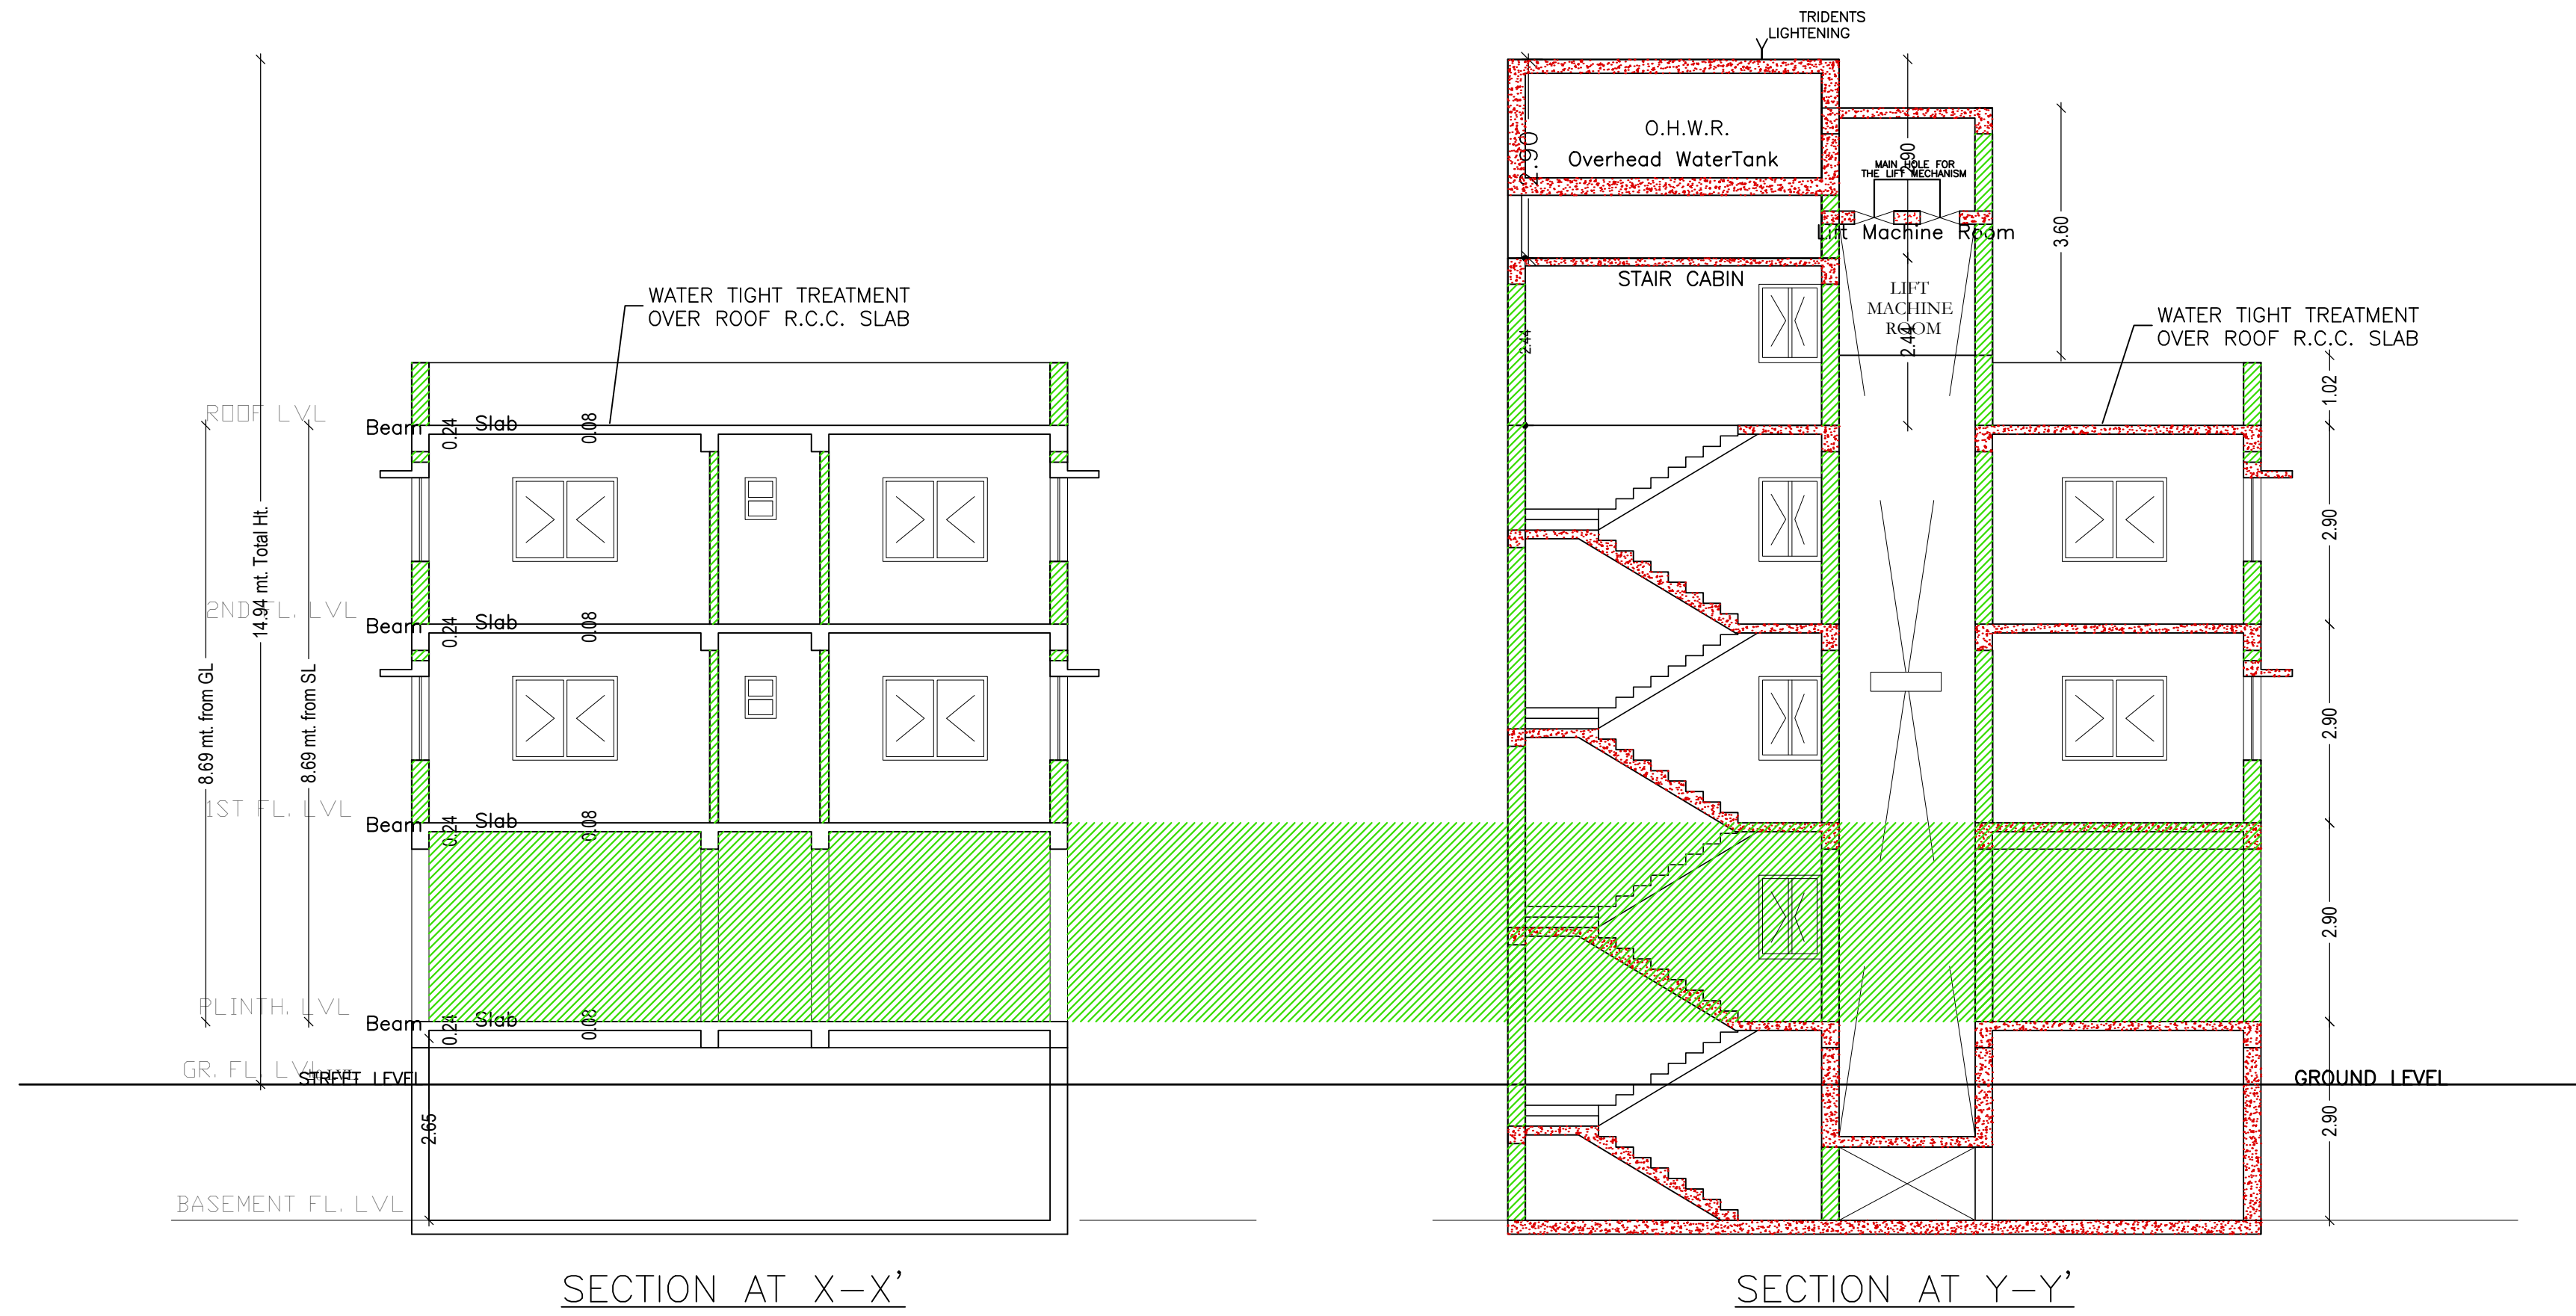 TRIDENTS
LIGHTENING
O.H.W.R.
Overhead WaterTank
2.90
2.90
MAIN HOLE FOR
THE LIFT MECHANISM
Lift Machine Room
3.60
STAIR CABIN
LIFT
MACHINE
ROOM
2.44
2.44
WATER TIGHT TREATMENT
OVER ROOF R.C.C. SLAB
WATER TIGHT TREATMENT
OVER ROOF R.C.C. SLAB
1.02
ROOF LVL
Beam
0.24
Slab
0.08
14.94 mt. Total Ht.
2.90
2ND FL. LVL
Beam
0.24
Slab
0.08
8.69 mt. from GL
8.69 mt. from SL
2.90
1ST FL. LVL
Beam
0.24
Slab
0.08
2.90
PLINTH. LVL
Beam
0.24
Slab
0.08
GR. FL. LVL
STREET LEVEL
GROUND LEVEL
2.65
2.90
BASEMENT FL. LVL
SECTION AT X-X'
SECTION AT Y-Y'